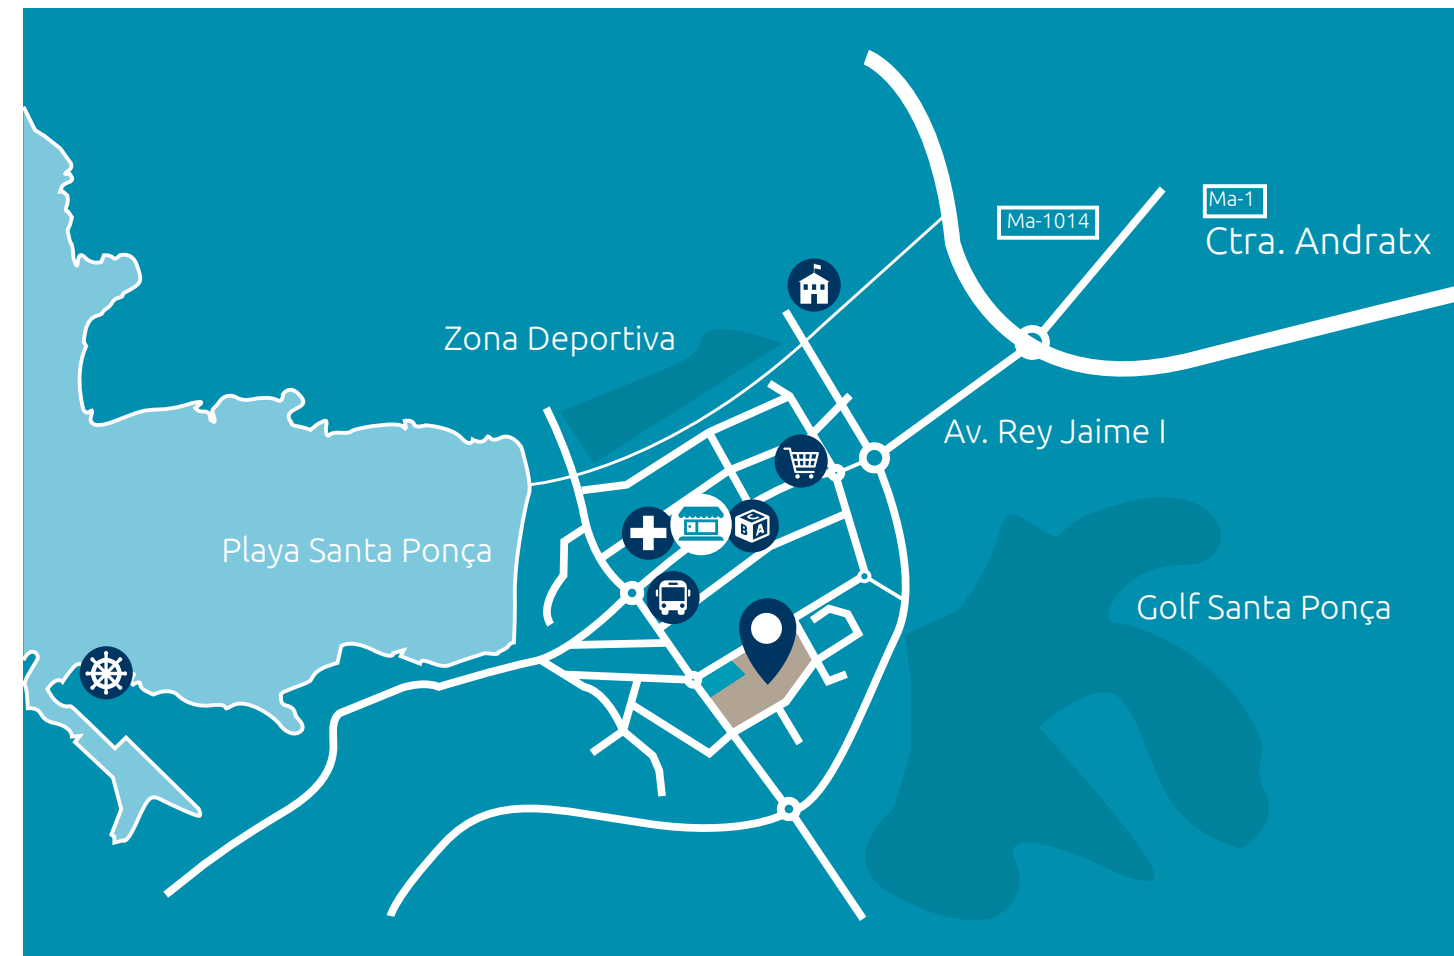 Ma-1
Ma-1014
Ctra. Andratx
Zona Deportiva
Av. Rey Jaime I
C
B A
Playa Santa Ponça
Golf Santa Ponça